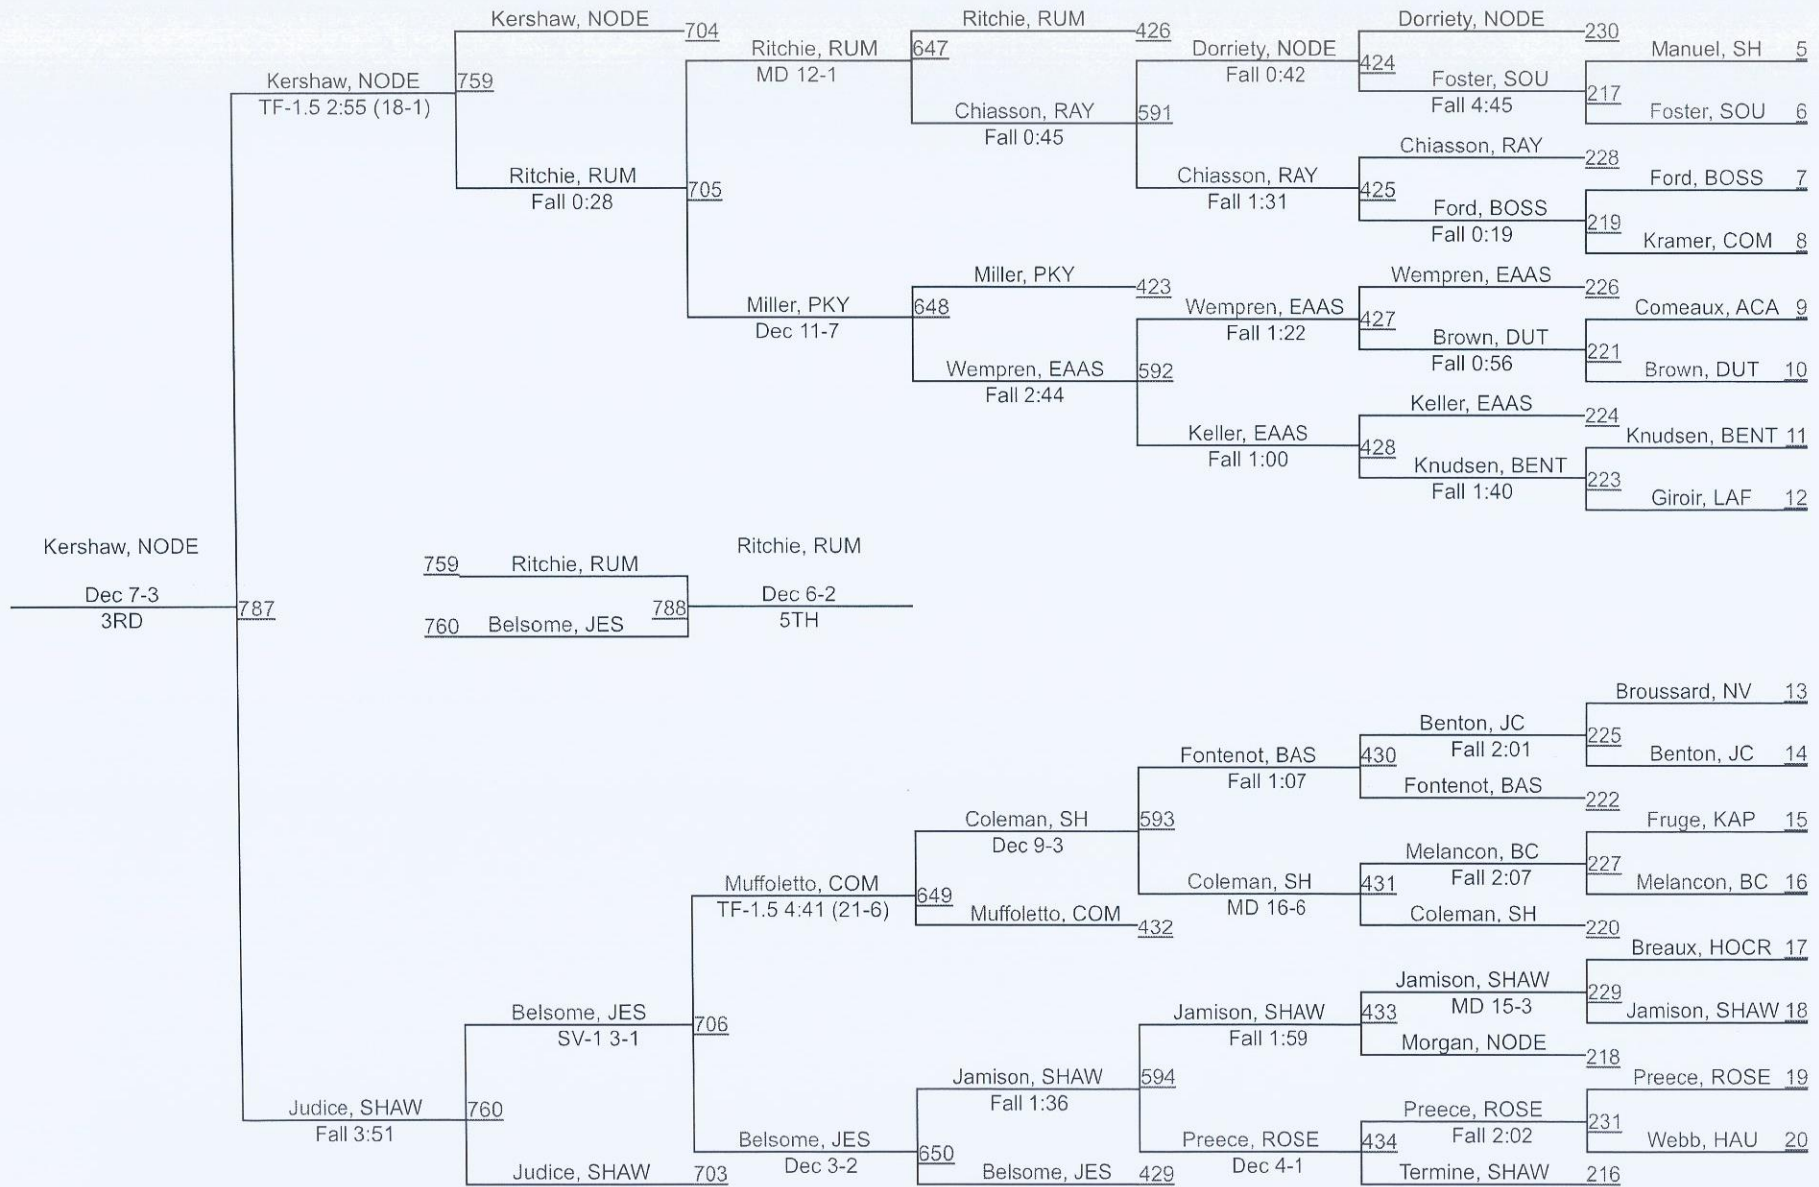 Kershaw, NODE
704
Ritchie, RUM
426
Dorriety, NODE
230
Ritchie, RUM
MD 12-1
647
Dorriety, NODE
Fall 0:42
424
Manuel, SH 5
Kershaw, NODE
TF-1.5 2:55 (18-1)
759
Foster, SOU
Fall 4:45
217
Chiasson, RAY
Fall 0:45
591
Foster, SOU 6
Chiasson, RAY
228
Ritchie, RUM
Fall 0:28
705
Chiasson, RAY
Fall 1:31
425
Ford, BOSS 7
Ford, BOSS
Fall 0:19
219
Kramer, COM 8
Miller, PKY
423
Wempren, EAAS
226
Miller, PKY
Dec 11-7
648
Wempren, EAAS
Fall 1:22
427
Comeaux, ACA 9
Brown, DUT
Fall 0:56
221
Wempren, EAAS
Fall 2:44
592
Brown, DUT 10
Keller, EAAS
224
Keller, EAAS
Fall 1:00
428
Knudsen, BENT 11
Knudsen, BENT
Fall 1:40
223
Giroir, LAF 12
Kershaw, NODE
Dec 7-3
3RD
787
759 Ritchie, RUM
760 Belsome, JES
788
Ritchie, RUM
Dec 6-2
5TH
Broussard, NV 13
Benton, JC
Fall 2:01
225
Fontenot, BAS
Fall 1:07
430
Benton, JC 14
Fontenot, BAS
222
Coleman, SH
Dec 9-3
593
Fruge, KAP 15
Melancon, BC
Fall 2:07
227
Muffoletto, COM
TF-1.5 4:41 (21-6)
649
Coleman, SH
MD 16-6
431
Melancon, BC 16
Muffoletto, COM
432
Coleman, SH
220
Breaux, HOCR 17
Jamison, SHAW
MD 15-3
229
Belsome, JES
SV-1 3-1
706
Jamison, SHAW
Fall 1:59
433
Jamison, SHAW 18
Morgan, NODE
218
Jamison, SHAW
Fall 1:36
594
Preece, ROSE 19
Judice, SHAW
Fall 3:51
760
Preece, ROSE
Fall 2:02
231
Belsome, JES
Dec 3-2
650
Preece, ROSE
Dec 4-1
434
Webb, HAU 20
Judice, SHAW
703
Belsome, JES
429
Termine, SHAW
216